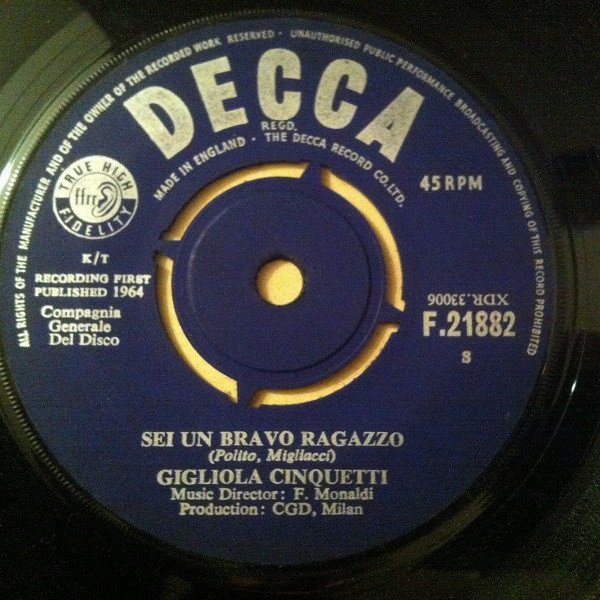 ALL RIGHTS OF THE MANUFACTURER AND OF THE OWNER OF THE RECORDED WORK RESERVED - UNAUTHORISED PUBLIC PERFORMANCE BROADCASTING AND COPYING OF THIS RECORD PROHIBITED
DECCA
REGD.
MADE IN ENGLAND - THE DECCA RECORD CO. LTD.
TRUE HIGH
ffrr
FIDELITY
45 RPM
K/T
RECORDING FIRST
PUBLISHED 1964
Compagnia
Generale
Del Disco
XDR.33006
F.21882
S
SEI UN BRAVO RAGAZZO
(Polito, Migliacci)
GIGLIOLA CINQUETTI
Music Director: F. Monaldi
Production: CGD, Milan